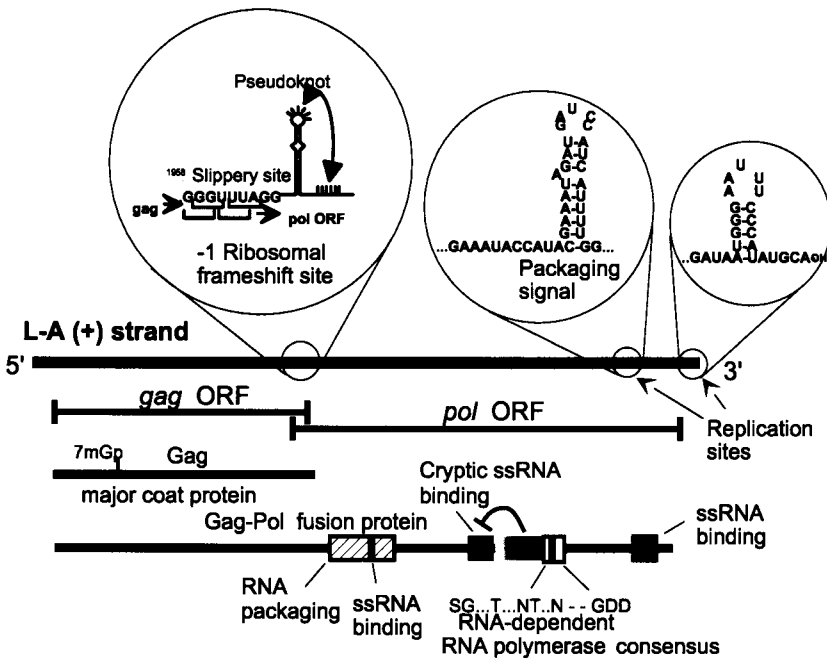 Pseudoknot
1958 Slippery site
GGGUUUAGG
gag
pol ORF
-1 Ribosomal
frameshift site
U
G C
A C
G
U-A
A-U
G-C
A
U-A
A-U
A-U
A-U
G-U
...GAAAUACCAUAC-GG...
Packaging
signal
U
A U
A U
G-C
G-C
G-C
U-A
..GAUAA-UAUGCAOH
L-A (+) strand
5'
3'
gag ORF
pol ORF
Replication
sites
7mGp
Gag
major coat protein
Cryptic ssRNA
binding
Gag-Pol fusion protein
ssRNA
binding
RNA
packaging
ssRNA
binding
SG...T...NT..N - - GDD
RNA-dependent
RNA polymerase consensus